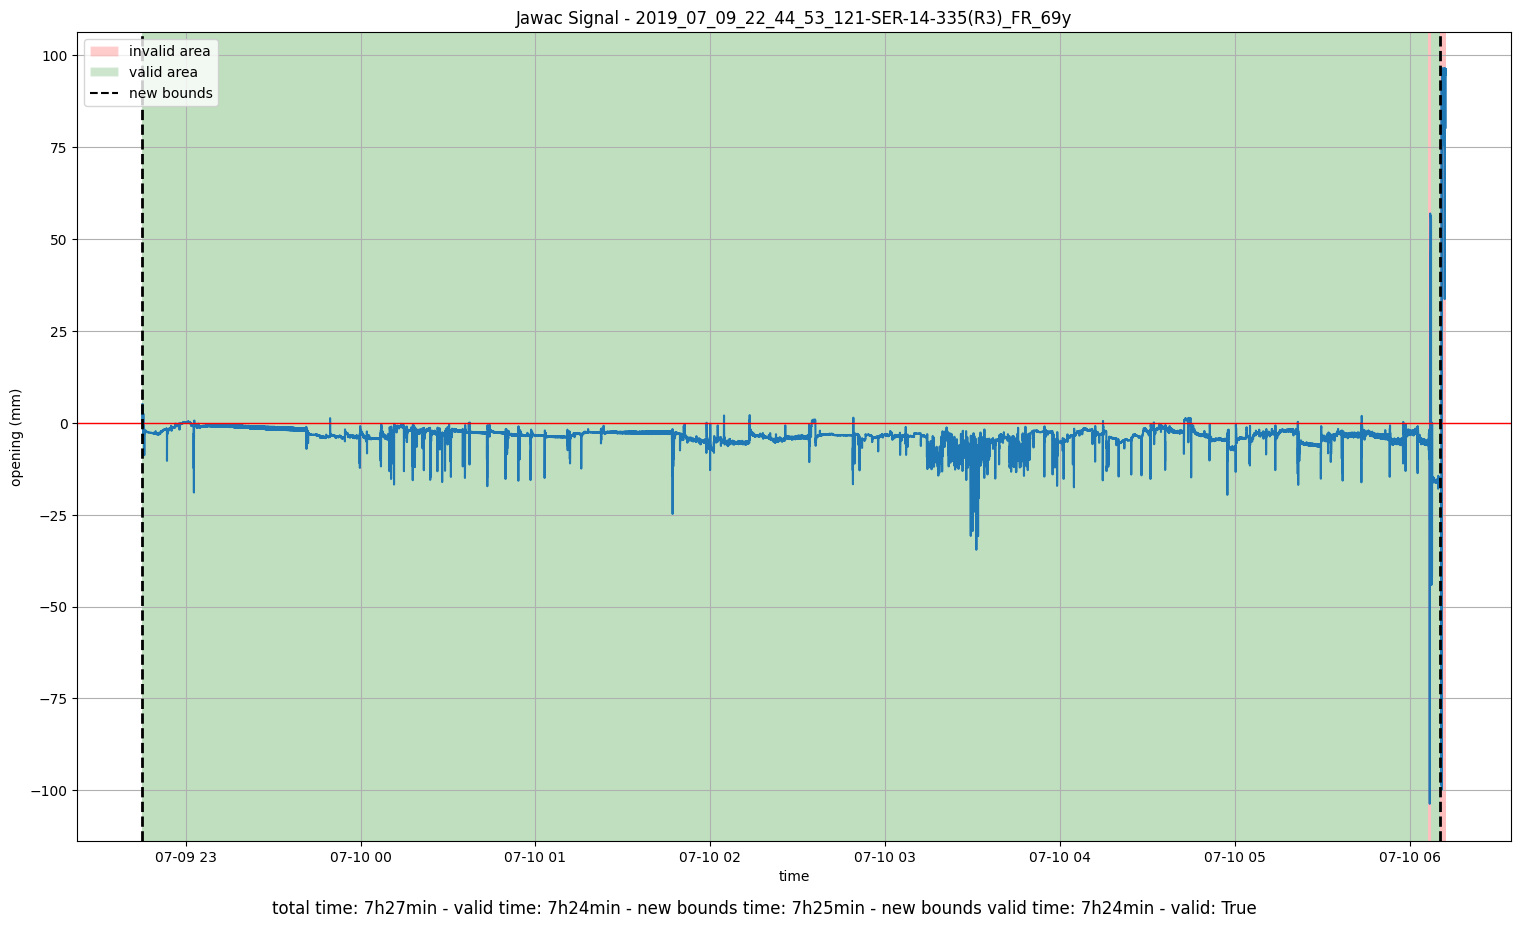 Jawac Signal - 2019_07_09_22_44_53_121-SER-14-335(R3)_FR_69y
invalid area
valid area
new bounds
100
75
50
25
0
−25
−50
−75
−100
opening (mm)
07-09 23
07-10 00
07-10 01
07-10 02
07-10 03
07-10 04
07-10 05
07-10 06
time
total time: 7h27min - valid time: 7h24min - new bounds time: 7h25min - new bounds valid time: 7h24min - valid: True